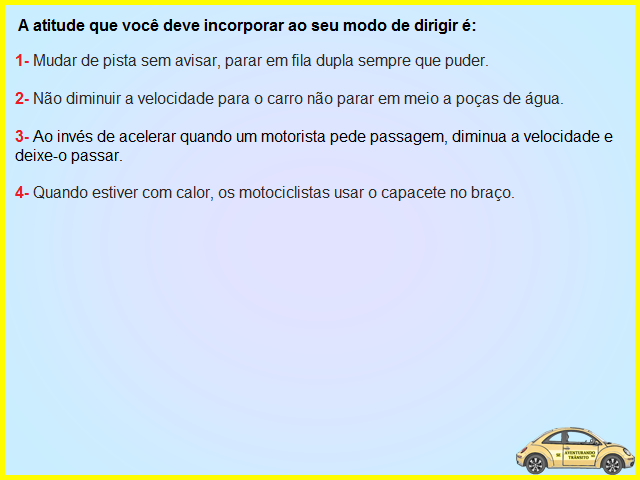 A atitude que você deve incorporar ao seu modo de dirigir é:
1- Mudar de pista sem avisar, parar em fila dupla sempre que puder.
2- Não diminuir a velocidade para o carro não parar em meio a poças de água.
3- Ao invés de acelerar quando um motorista pede passagem, diminua a velocidade e
deixe-o passar.
4- Quando estiver com calor, os motociclistas usar o capacete no braço.
AVENTURANDO
TRÂNSITO